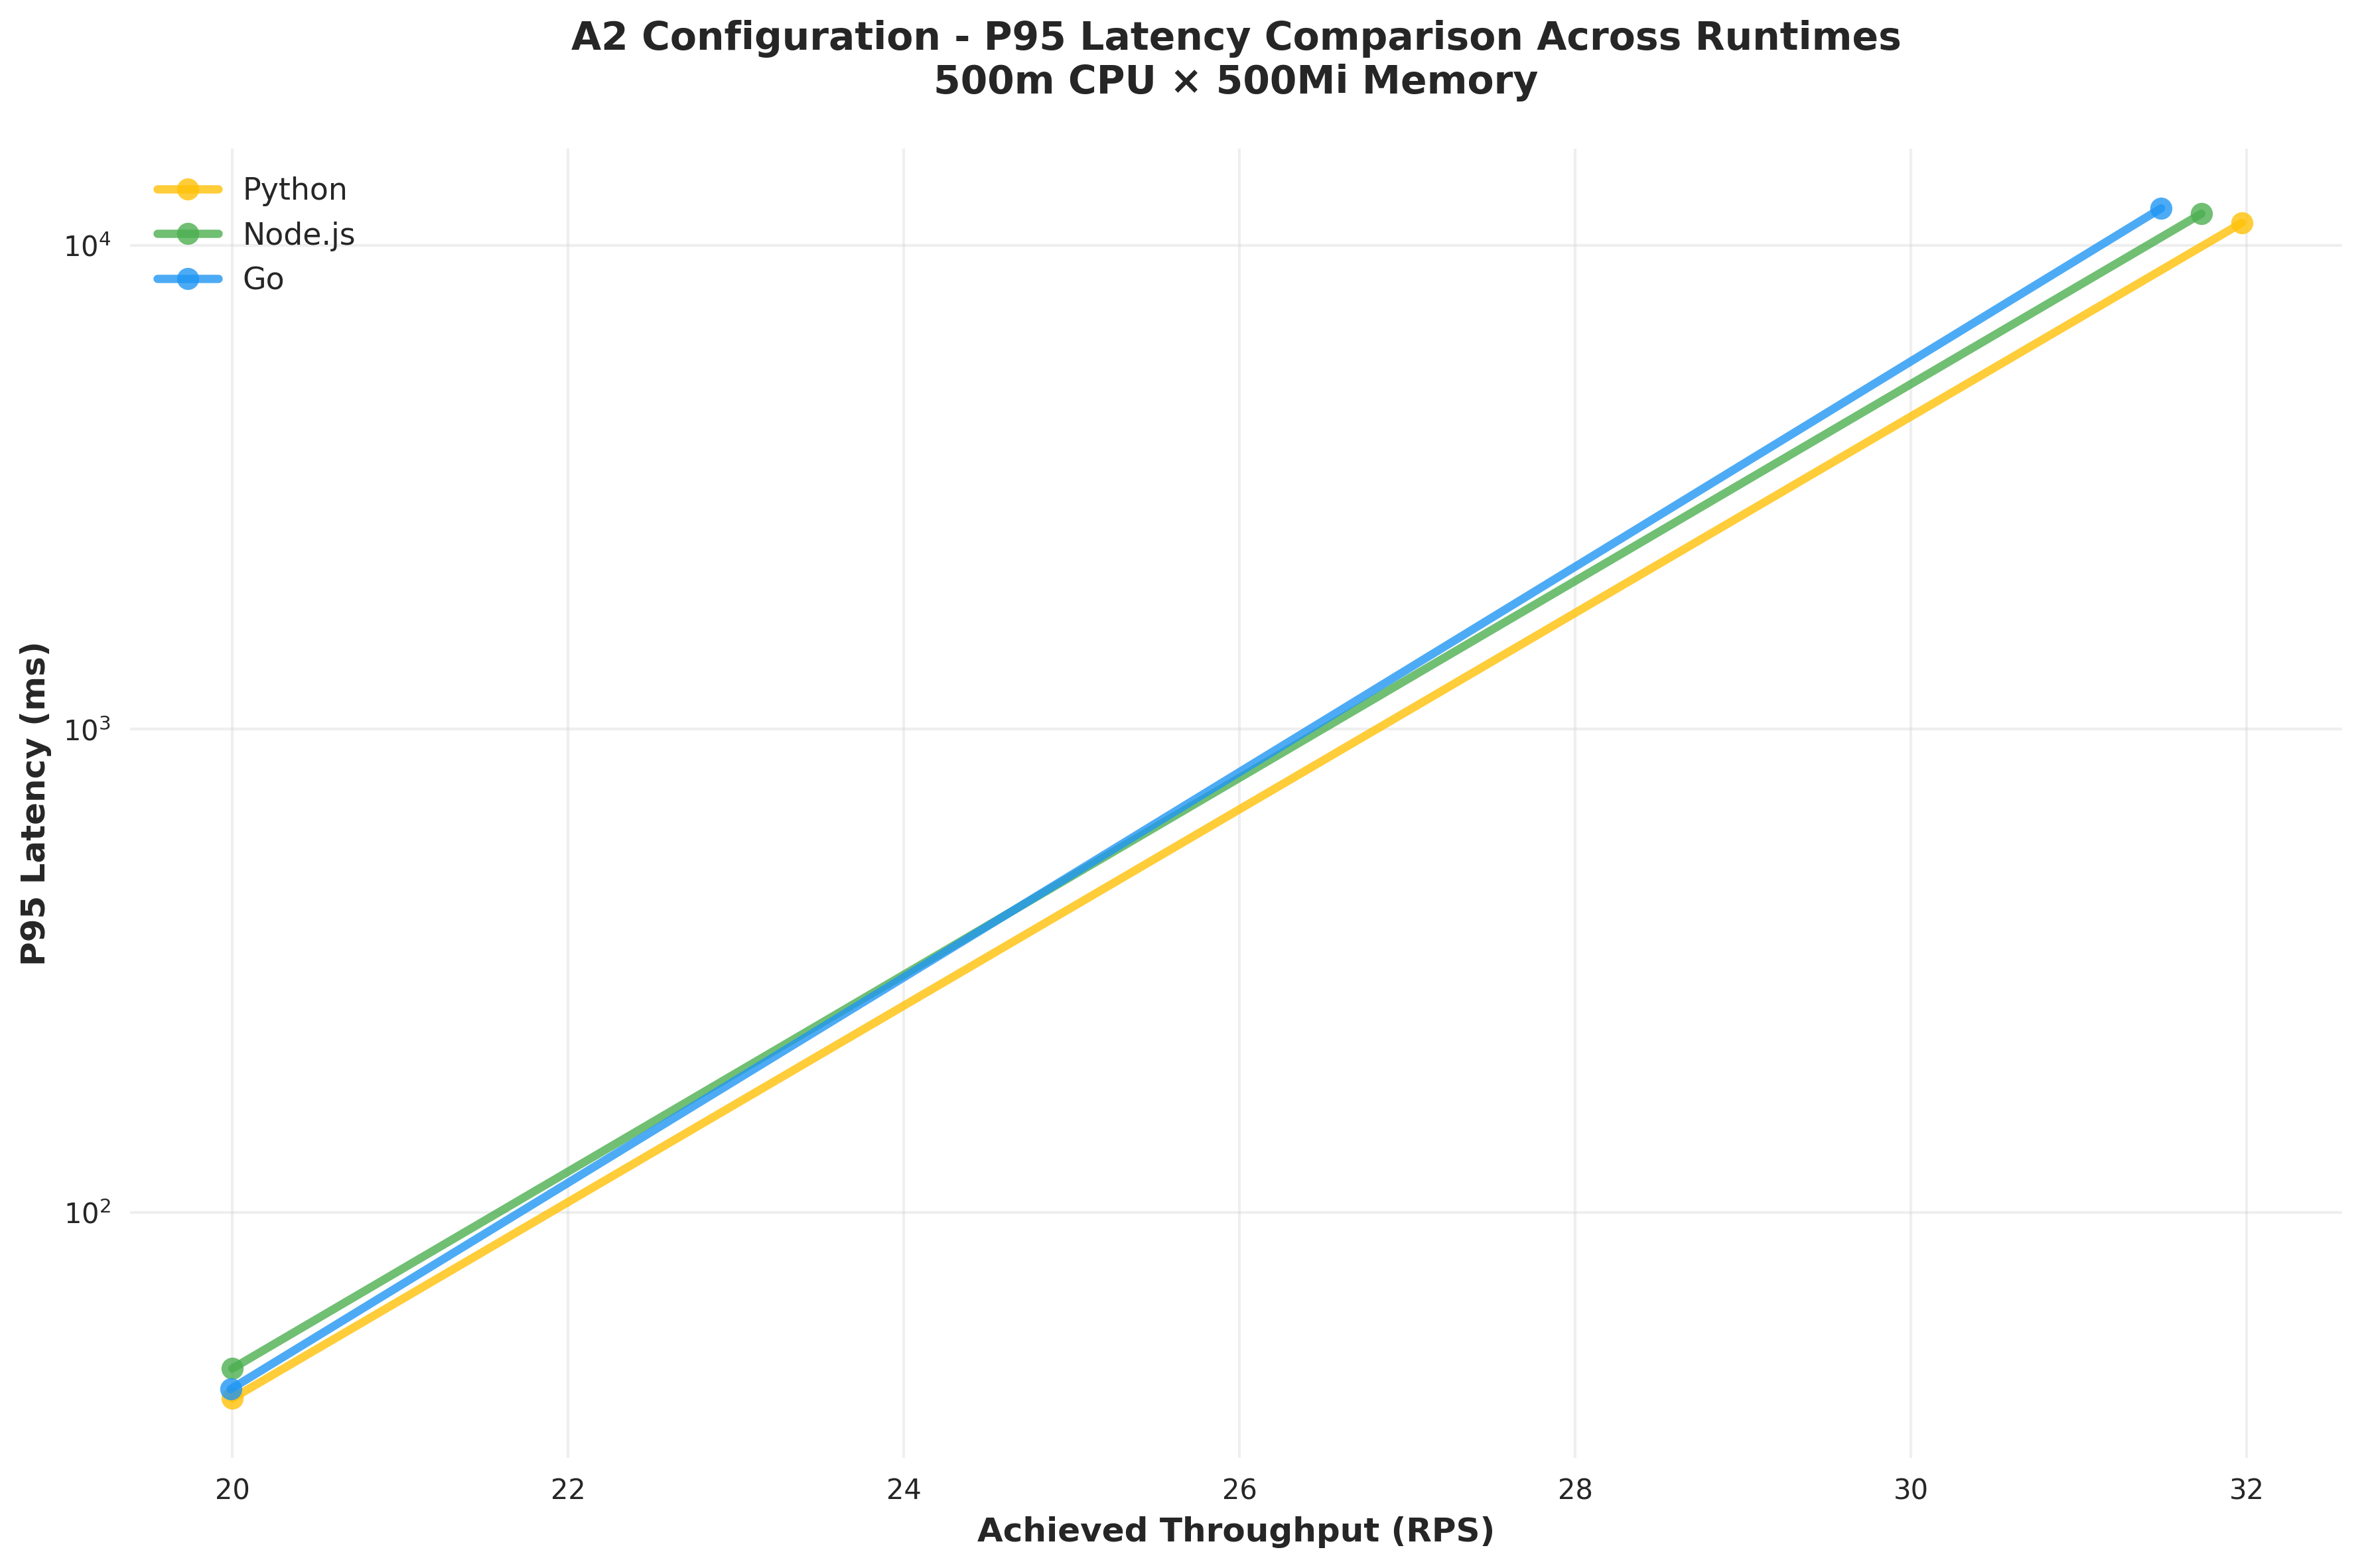 A2 Configuration - P95 Latency Comparison Across Runtimes
500m CPU × 500Mi Memory
Python
Node.js
Go
10⁴
10³
10²
P95 Latency (ms)
20 22 24 26 28 30 32
Achieved Throughput (RPS)